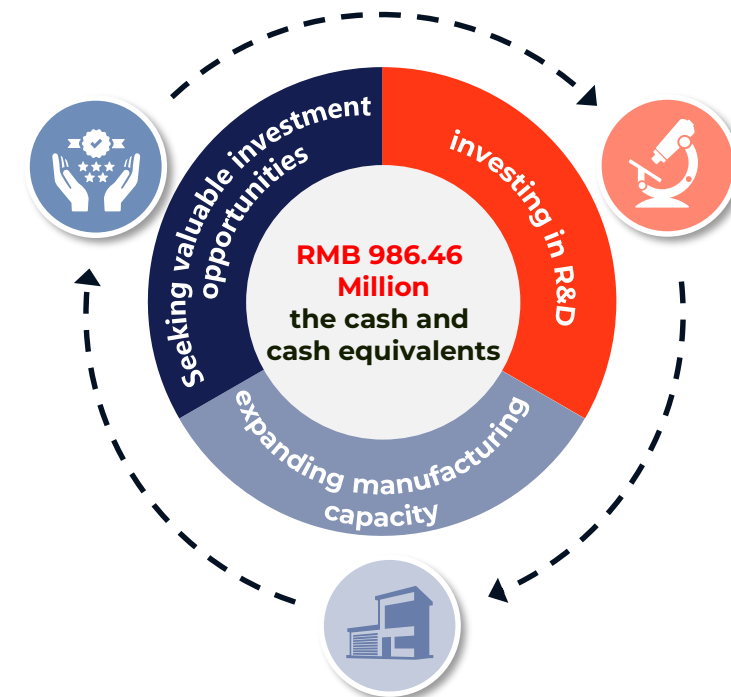 Seeking valuable investment
opportunities
investing in R&D
RMB 986.46
Million
the cash and
cash equivalents
expanding manufacturing
capacity